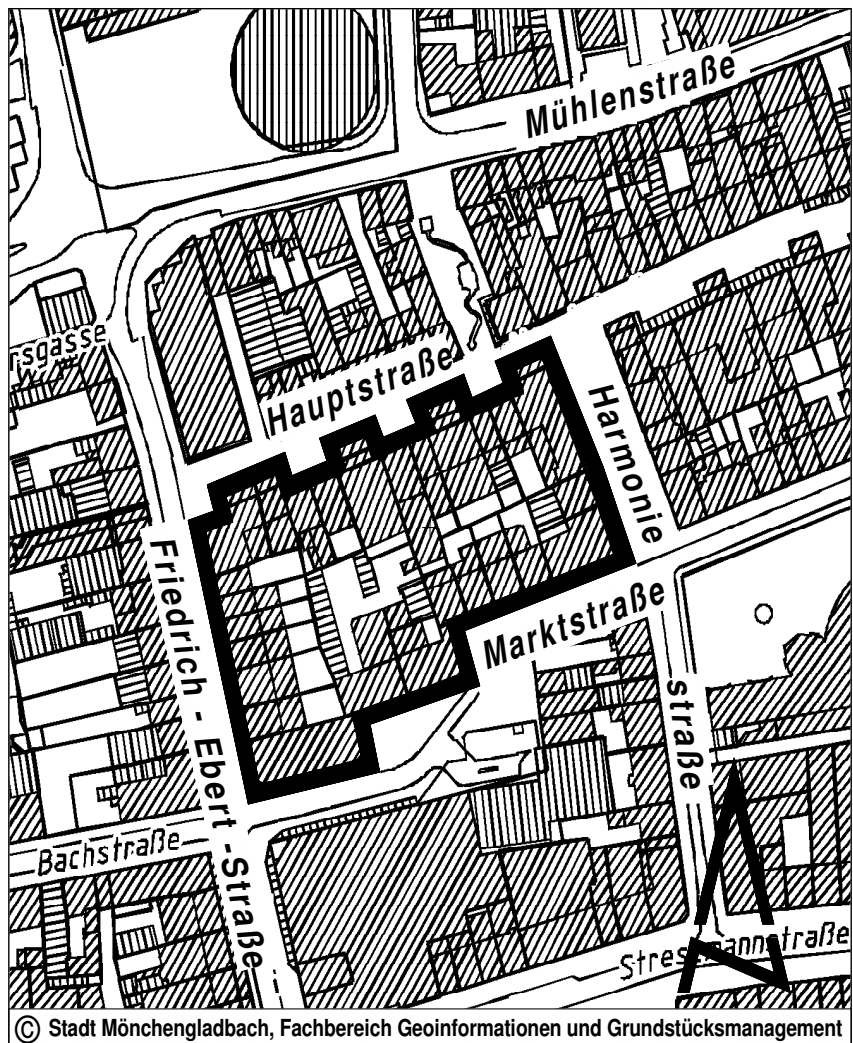 Mühlenstraße
rsgasse
Hauptstraße
Harmonie
straße
Marktstraße
Friedrich - Ebert -Straße
Bachstraße
Stresemannstraße
© Stadt Mönchengladbach, Fachbereich Geoinformationen und Grundstücksmanagement